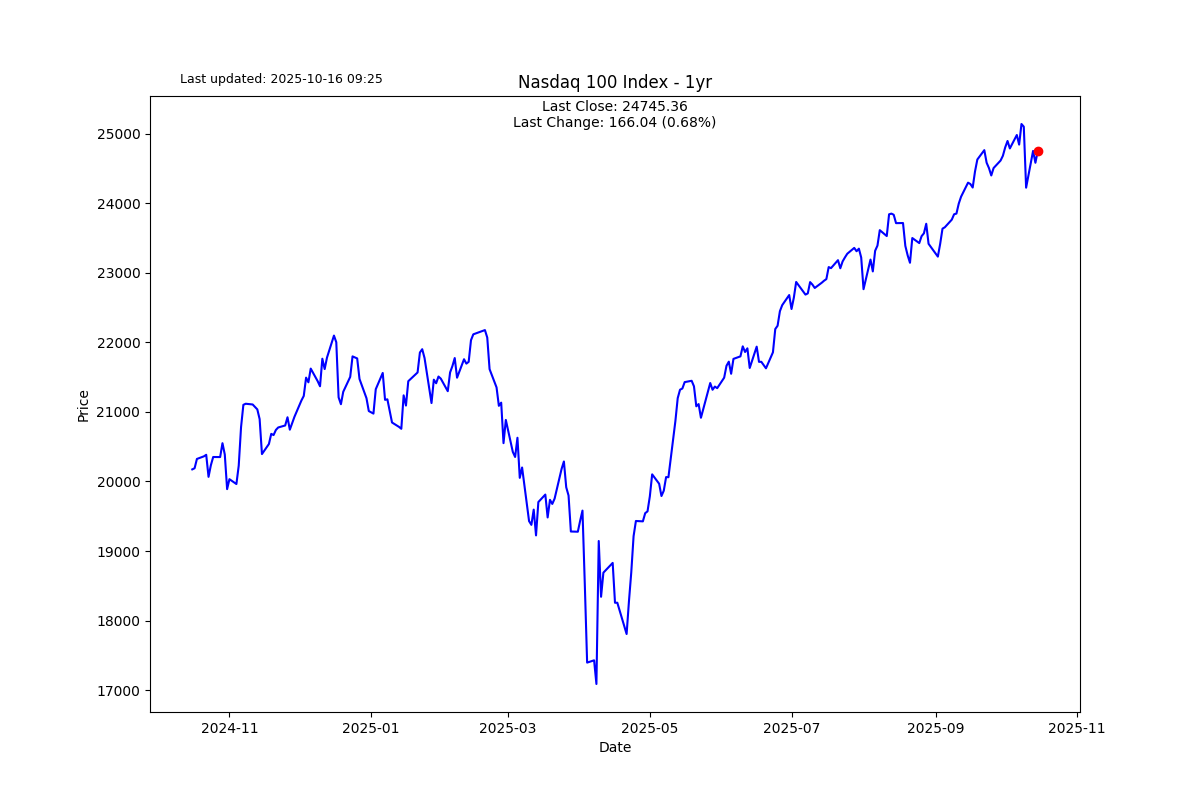 Last updated: 2025-10-16 09:25
Nasdaq 100 Index - 1yr
Last Close: 24745.36
Last Change: 166.04 (0.68%)
25000
24000
23000
22000
21000
20000
19000
18000
17000
Price
2024-11
2025-01
2025-03
2025-05
2025-07
2025-09
2025-11
Date